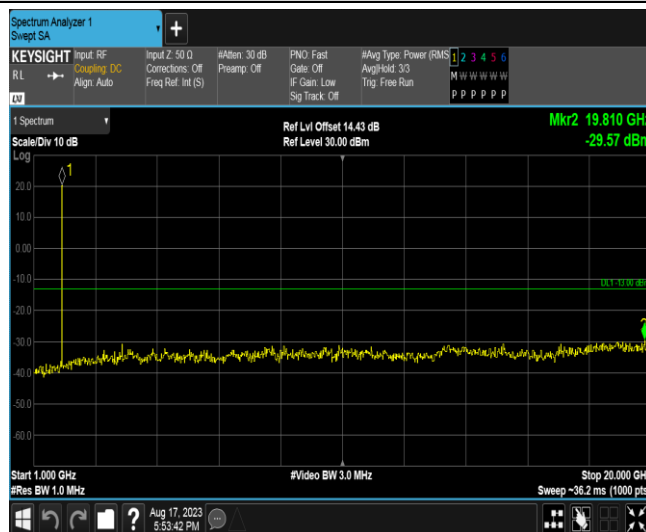 Spectrum Analyzer 1
Swept SA
KEYSIGHT
RL
LXI
Input: RF
Coupling: DC
Align: Auto
Input Z: 50 Ω
Corrections: Off
Freq Ref: Int (S)
#Atten: 30 dB
Preamp: Off
PNO: Fast
Gate: Off
IF Gain: Low
Sig Track: Off
#Avg Type: Power (RMS
Avg|Hold: 3/3
Trig: Free Run
1 2 3 4 5 6
M W W W W W
P P P P P P
1 Spectrum
Scale/Div 10 dB
Log
Ref Lvl Offset 14.43 dB
Ref Level 30.00 dBm
Mkr2 19.810 GHz
-29.57 dBm
1
20.0
10.0
0.00
-10.0
DL1 -13.00 dBm
-20.0
-30.0
-40.0
-50.0
-60.0
Start 1.000 GHz
#Res BW 1.0 MHz
#Video BW 3.0 MHz
Stop 20.000 GH
Sweep ~36.2 ms (1000 pts
?
Aug 17, 2023
5:53:42 PM